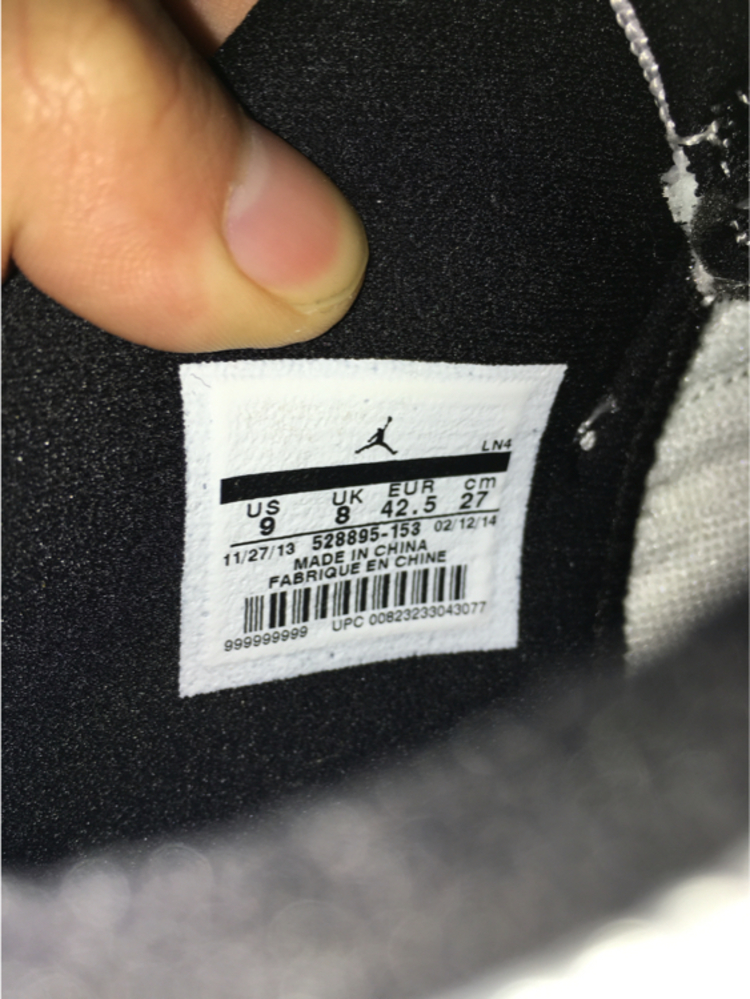 LN4
US UK EUR cm
9 8 42.5 27
11/27/13 528895-153 02/12/14
MADE IN CHINA
FABRIQUE EN CHINE
999999999 UPC 00823233043077